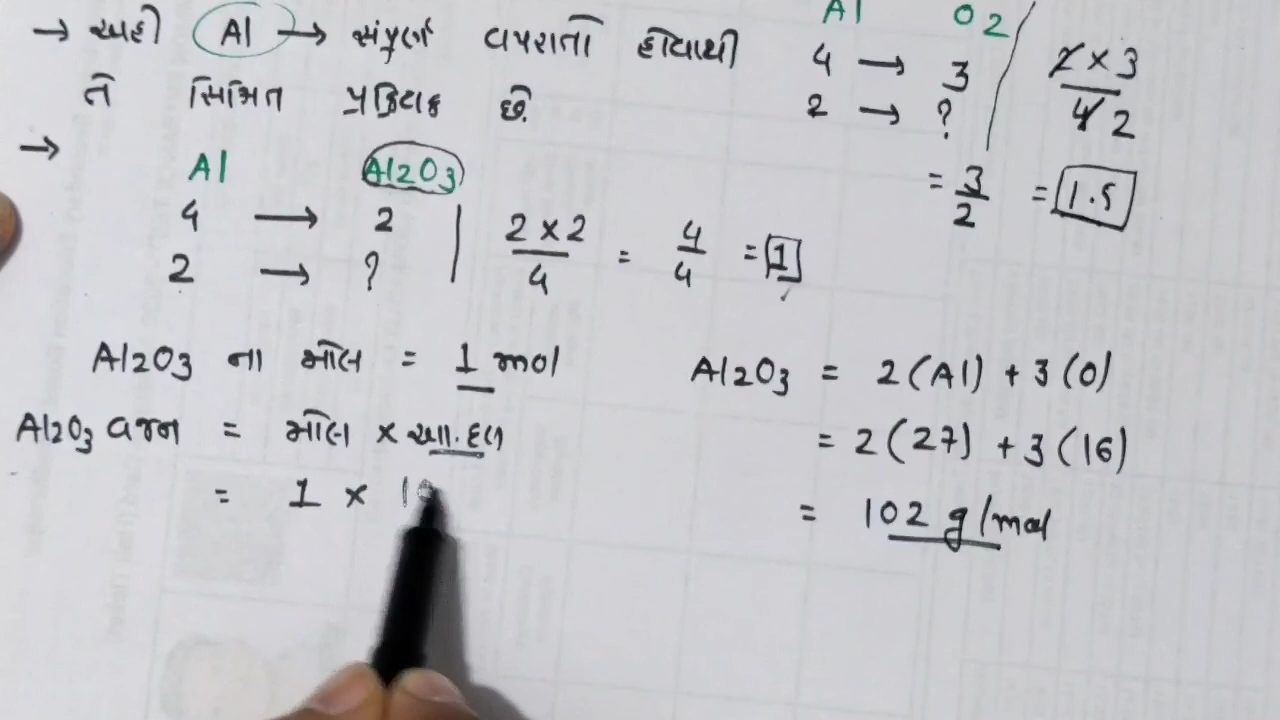 → અહી Al → સંપૂર્ણ વપરાતો હોવાથી
તે સિમિત પ્રક્રિયક છે.
Al O2
4 → 3
2 → ?
2 × 3
4 2
= 3/2 = 1.5
→
Al Al2O3
4 → 2
2 → ?
2 × 2 / 4 = 4/4 = 1
Al2O3 ના મોલ = 1 mol
Al2O3 વજન = મોલ × આ. દળ
= 1 × 10
Al2O3 = 2(Al) + 3(O)
= 2(27) + 3(16)
= 102 g/mol